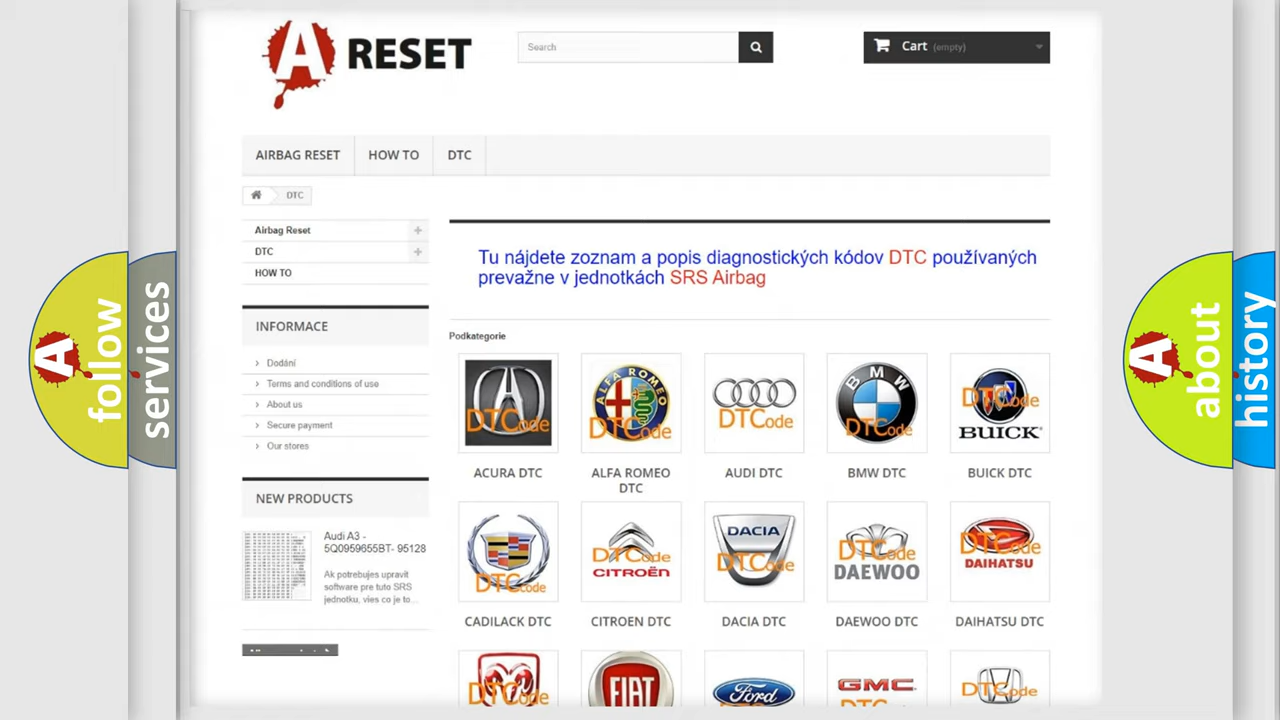 A RESET
Search
Cart (empty)
AIRBAG RESET
HOW TO
DTC
DTC
Airbag Reset
DTC
HOW TO
Tu nájdete zoznam a popis diagnostických kódov DTC používaných
prevažne v jednotkách SRS Airbag
INFORMACE
Dodání
Terms and conditions of use
About us
Secure payment
Our stores
Podkategorie
DTCode
ALFA ROMEO
DTCode
DTCode
BMW
DTCode
DTCode
BUICK
ACURA DTC
ALFA ROMEO
DTC
AUDI DTC
BMW DTC
BUICK DTC
NEW PRODUCTS
Audi A3 -
5Q0959655BT- 95128
Ak potrebujes upravit
software pre tuto SRS
jednotku, vies co je to...
DTCode
DTCode
CITROËN
DACIA
DTCode
DTCode
DAEWOO
DTCode
DAIHATSU
CADILACK DTC
CITROEN DTC
DACIA DTC
DAEWOO DTC
DAIHATSU DTC
DTCode
FIAT
Ford
GMC
DTCode
A follow
services
A about
history